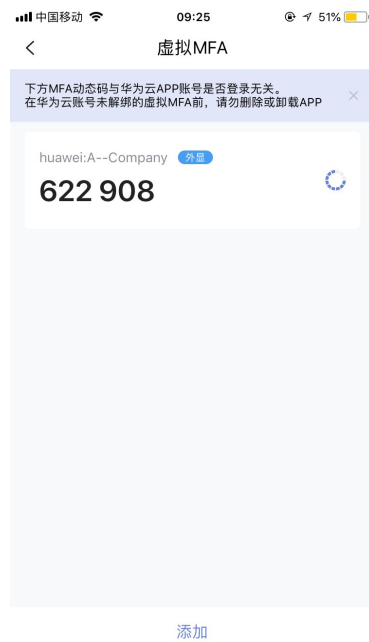 中国移动 09:25 51%
虚拟MFA
下方MFA动态码与华为云APP账号是否登录无关。
在华为云账号未解绑的虚拟MFA前，请勿删除或卸载APP
huawei:A--Company 外显
622 908
添加